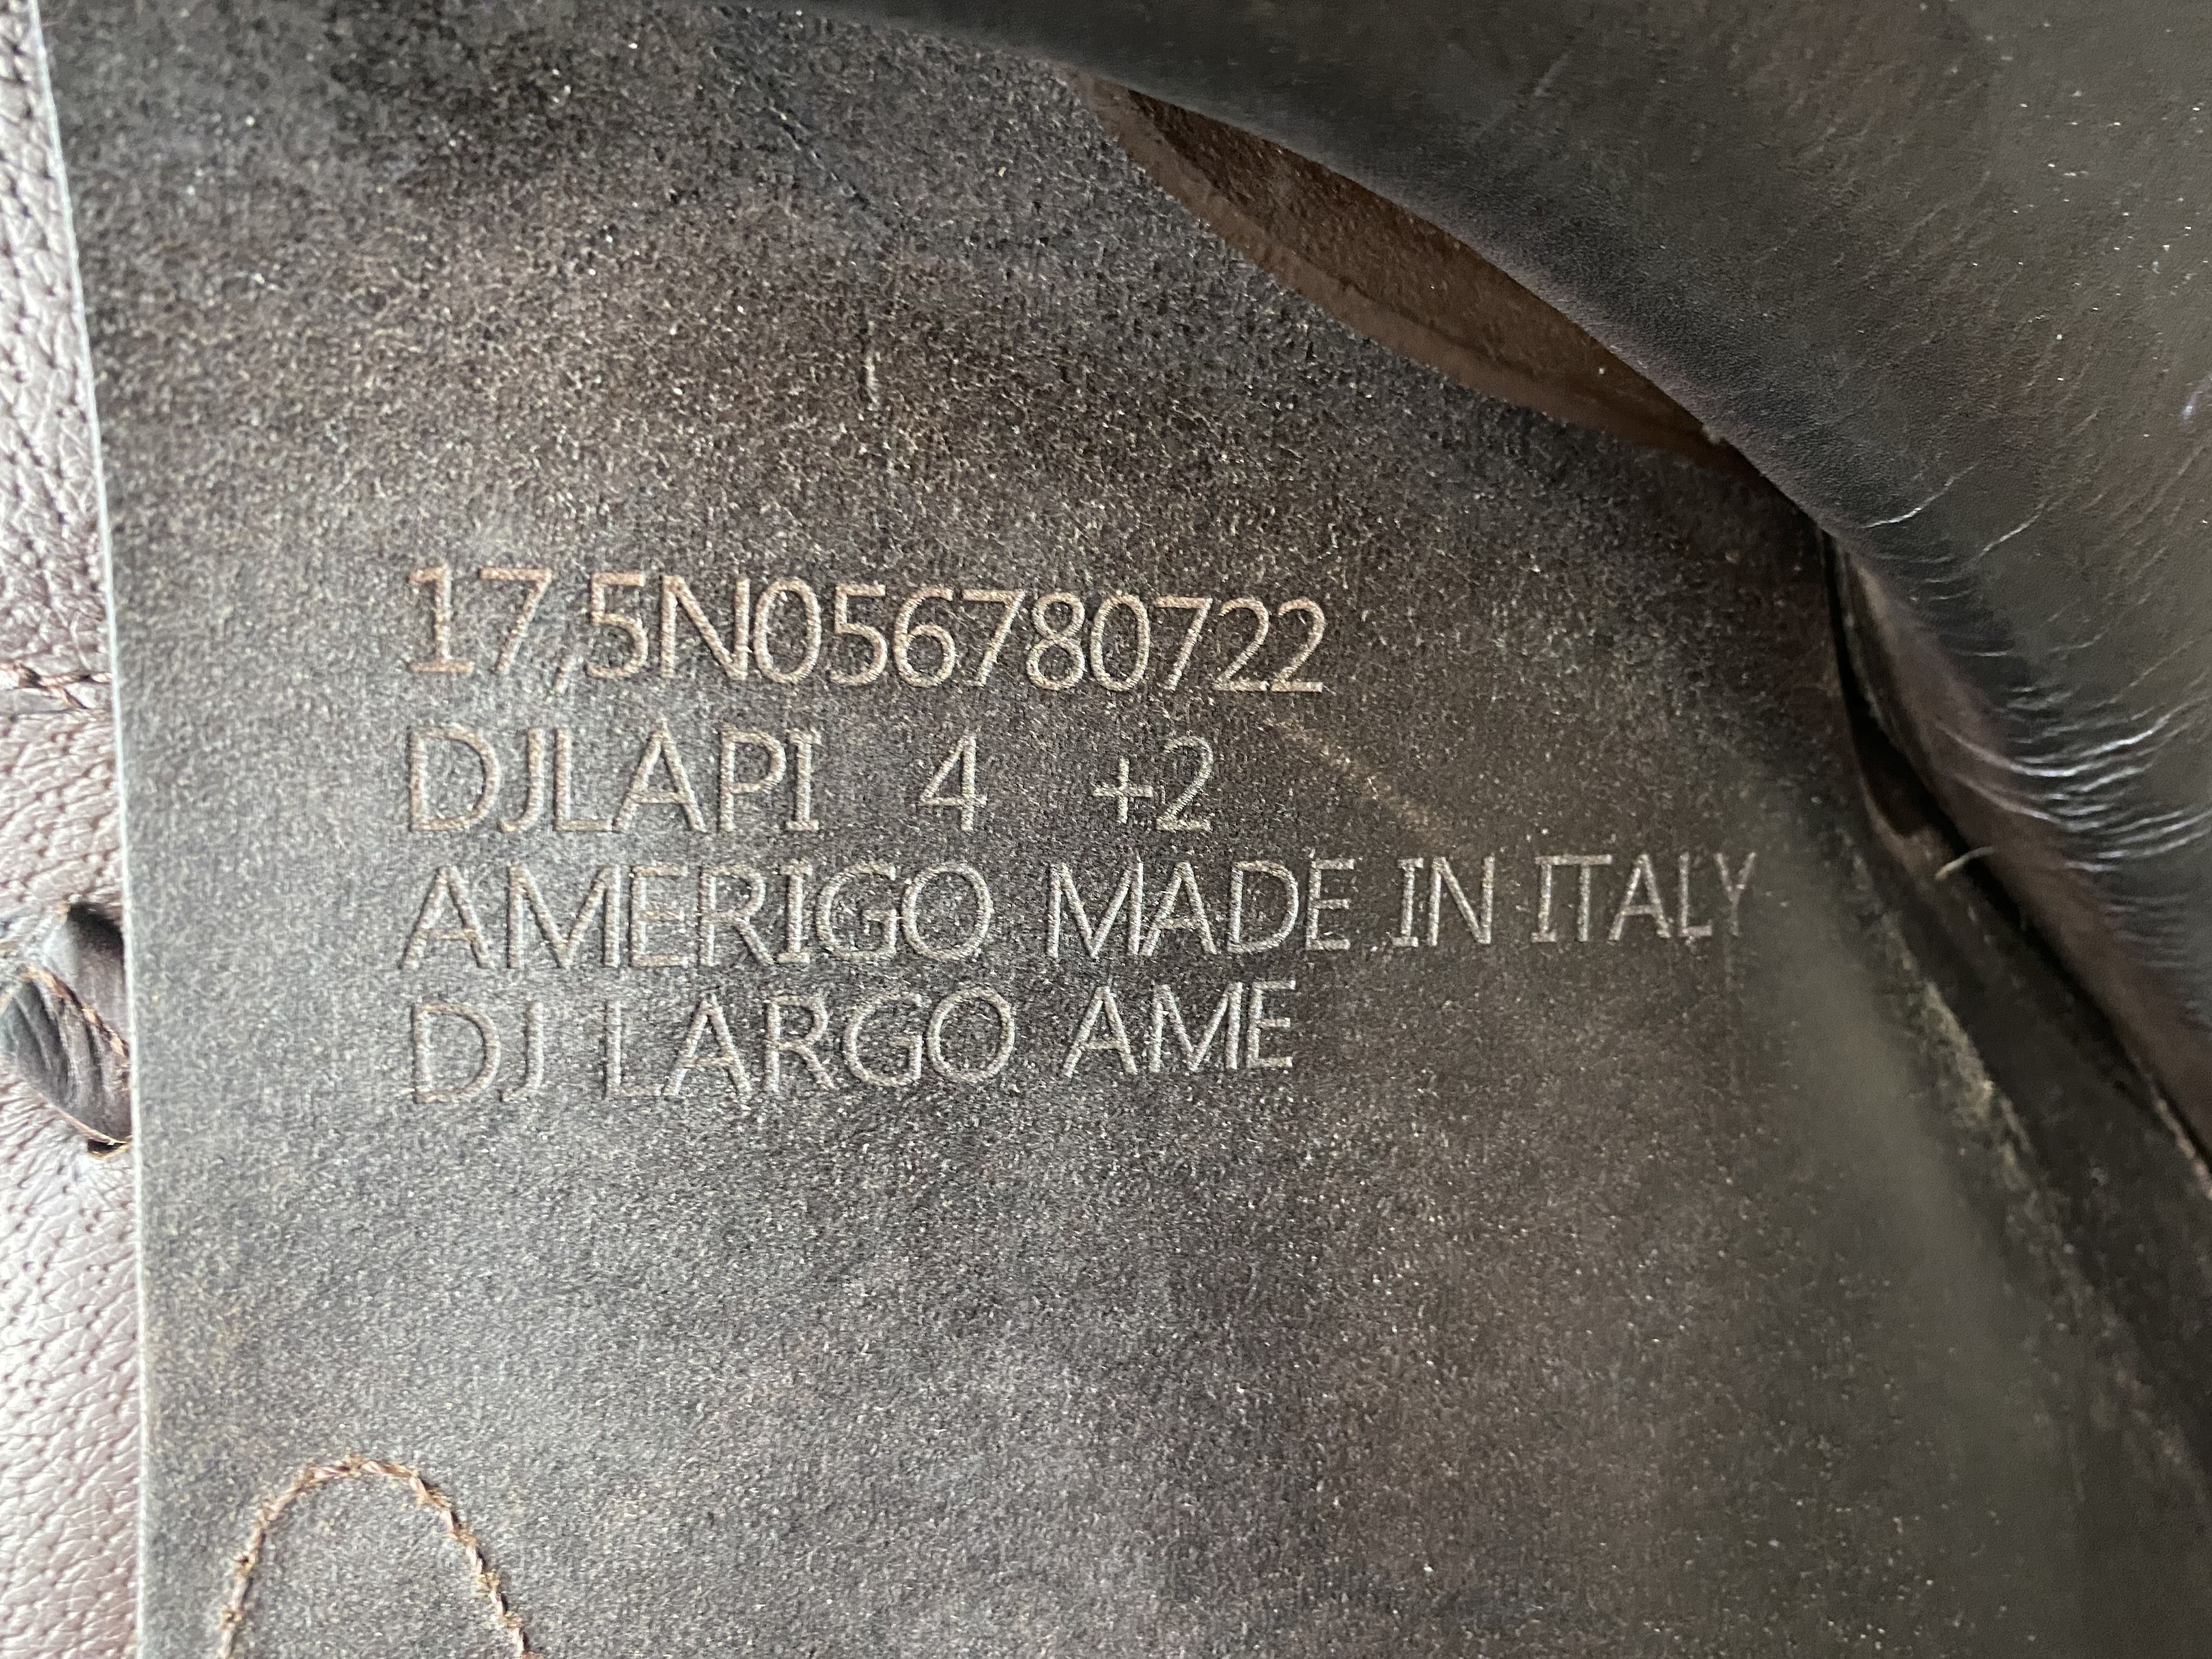 17,5N056780722
DJLAPI 4 +2
AMERIGO MADE IN ITALY
DJ LARGO AME